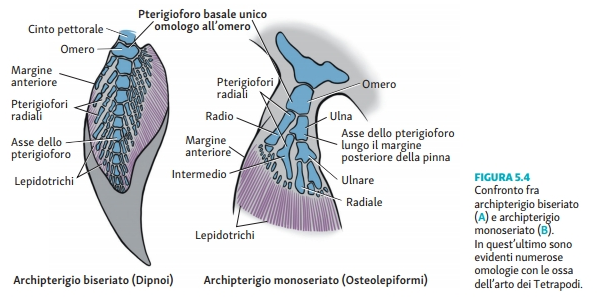 Pterigioforo basale unico
omologo all'omero
Cinto pettorale
Omero
Margine
anteriore
Pterigiofori
radiali
Asse dello
pterigioforo
Lepidotrichi
Archipterigio biseriato (Dipnoi)
Pterigiofori
radiali
Radio
Margine
anteriore
Intermedio
Lepidotrichi
Omero
Ulna
Asse dello pterigioforo
lungo il margine
posteriore della pinna
Ulnare
Radiale
Archipterigio monoseriato (Osteolepiformi)
FIGURA 5.4
Confronto fra
archipterigio biseriato
(A) e archipterigio
monoseriato (B).
In quest'ultimo sono
evidenti numerose
omologie con le ossa
dell'arto dei Tetrapodi.